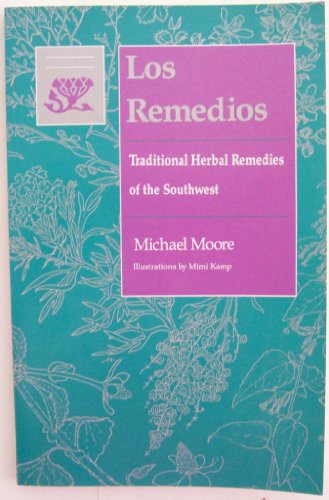 Los
Remedios
Traditional Herbal Remedies
of the Southwest
Michael Moore
Illustrations by Mimi Kamp